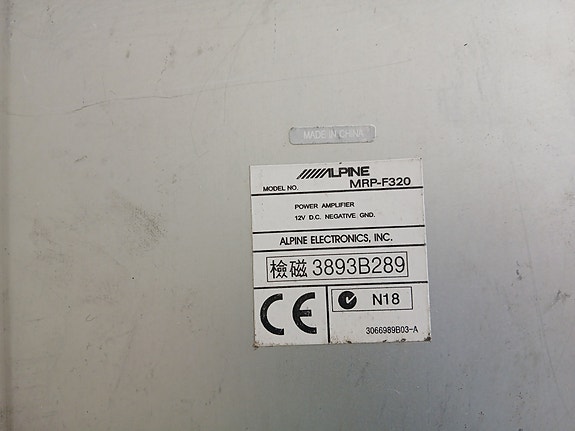 MADE IN CHINA
ALPINE
MODEL NO. MRP-F320
POWER AMPLIFIER
12V D.C. NEGATIVE GND.
ALPINE ELECTRONICS, INC.
檢磁 3893B289
CE N18
3066989B03-A